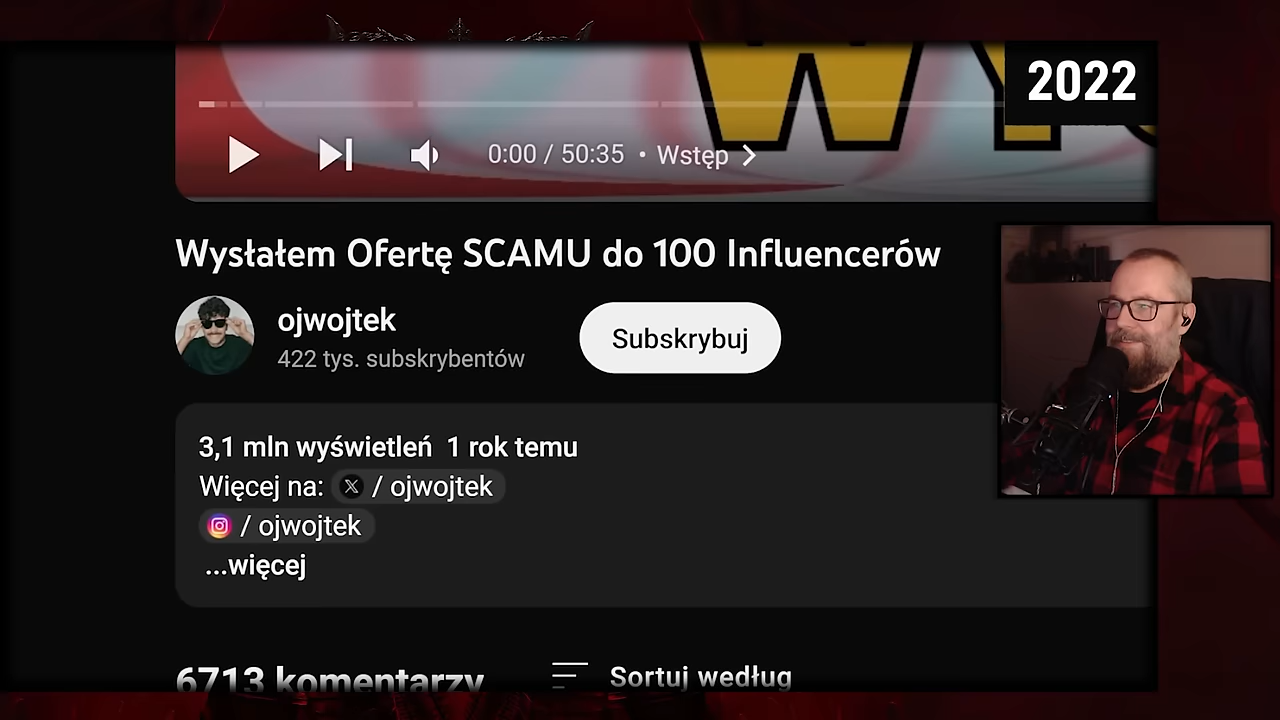 2022
0:00 / 50:35 • Wstęp
Wysłałem Ofertę SCAMU do 100 Influencerów
ojwojtek
422 tys. subskrybentów
Subskrybuj
3,1 mln wyświetleń 1 rok temu
Więcej na: X / ojwojtek
/ ojwojtek
...więcej
6713 komentarzy
Sortuj według